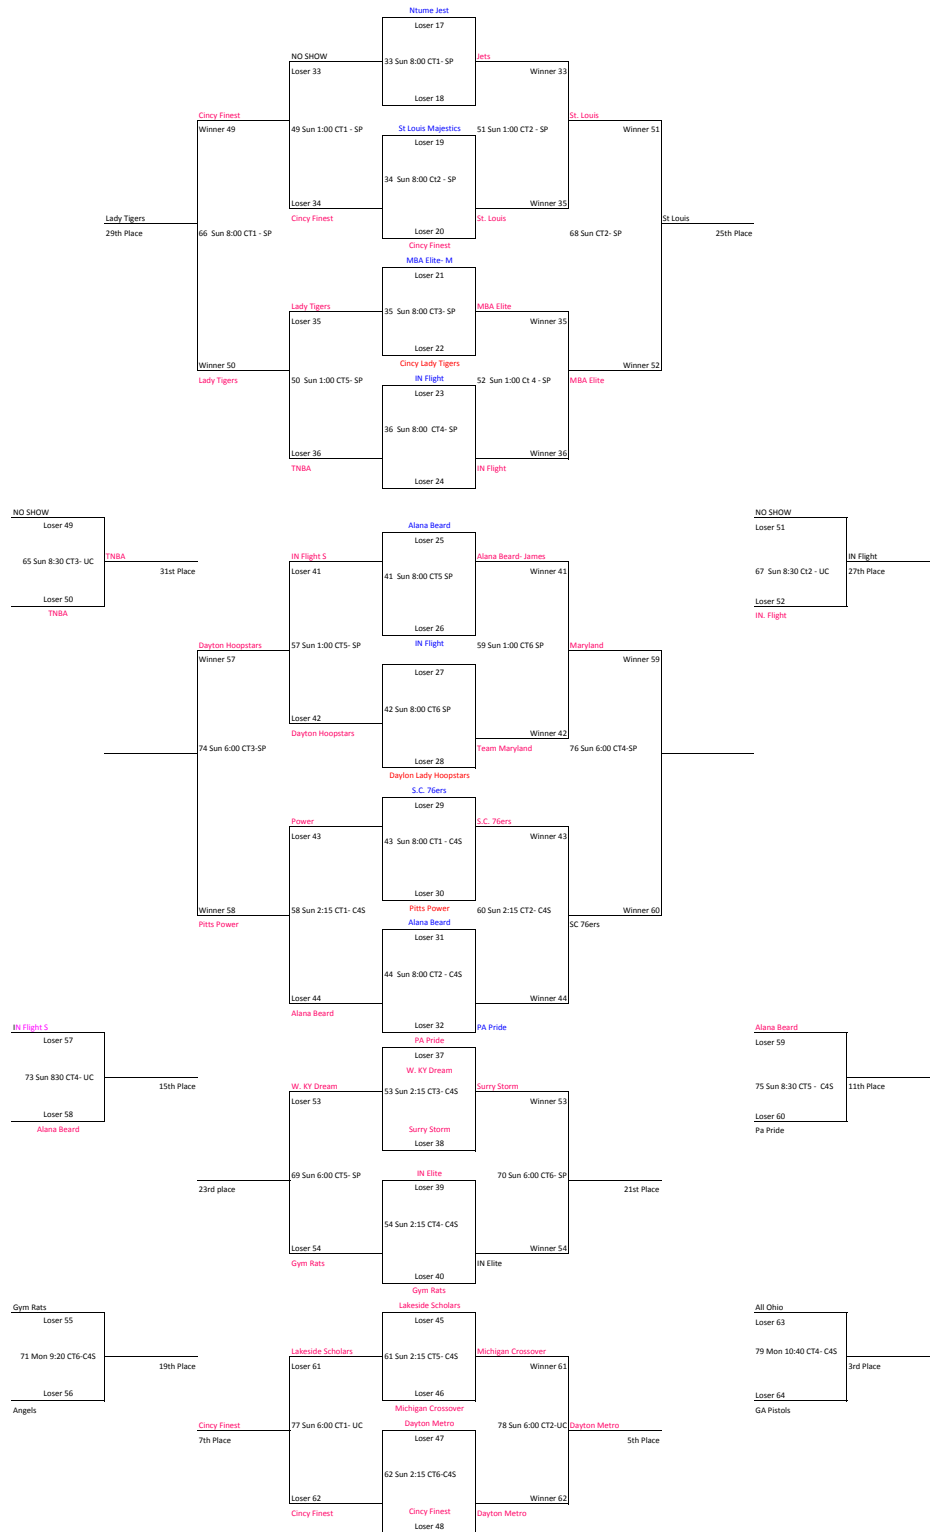 Ntume Jest
Loser 17
NO SHOW
33 Sun 8:00 CT1- SP
Jets
Loser 33
Winner 33
Loser 18
Cincy Finest
St. Louis
Winner 49
49 Sun 1:00 CT1 - SP
St Louis Majestics
51 Sun 1:00 CT2 - SP
Winner 51
Loser 19
34 Sun 8:00 Ct2 - SP
Loser 34
Winner 35
Lady Tigers
Cincy Finest
St. Louis
St Louis
29th Place
66 Sun 8:00 CT1 - SP
Loser 20
68 Sun CT2- SP
25th Place
Cincy Finest
MBA Elite- M
Loser 21
Lady Tigers
35 Sun 8:00 CT3- SP
MBA Elite
Loser 35
Winner 35
Loser 22
Winner 50
Cincy Lady Tigers
Winner 52
Lady Tigers
50 Sun 1:00 CT5- SP
IN Flight
52 Sun 1:00 Ct 4 - SP
MBA Elite
Loser 23
36 Sun 8:00 CT4- SP
Loser 36
Winner 36
TNBA
IN Flight
Loser 24
NO SHOW
NO SHOW
Loser 49
Alana Beard
Loser 51
Loser 25
65 Sun 8:30 CT3- UC
TNBA
IN Flight S
Alana Beard- James
IN Flight
31st Place
Loser 41
41 Sun 8:00 CT5 SP
Winner 41
67 Sun 8:30 Ct2 - UC
27th Place
Loser 50
Loser 52
TNBA
IN. Flight
Loser 26
Dayton Hoopstars
57 Sun 1:00 CT5- SP
IN Flight
59 Sun 1:00 CT6 SP
Maryland
Winner 57
Winner 59
Loser 27
42 Sun 8:00 CT6 SP
Loser 42
Dayton Hoopstars
Winner 42
74 Sun 6:00 CT3-SP
Team Maryland
76 Sun 6:00 CT4-SP
Loser 28
Daylon Lady Hoopstars
S.C. 76ers
Loser 29
Power
S.C. 76ers
Loser 43
43 Sun 8:00 CT1 - C4S
Winner 43
Loser 30
Winner 58
58 Sun 2:15 CT1- C4S
Pitts Power
60 Sun 2:15 CT2- C4S
Winner 60
Pitts Power
Alana Beard
SC 76ers
Loser 31
44 Sun 8:00 CT2 - C4S
Loser 44
Winner 44
Alana Beard
IN Flight S
Loser 32
PA Pride
Alana Beard
Loser 57
PA Pride
Loser 59
Loser 37
W. KY Dream
73 Sun 830 CT4- UC
15th Place
W. KY Dream
53 Sun 2:15 CT3- C4S
Surry Storm
75 Sun 8:30 CT5 - C4S
11th Place
Loser 53
Winner 53
Loser 58
Loser 60
Alana Beard
Surry Storm
Pa Pride
Loser 38
69 Sun 6:00 CT5- SP
IN Elite
70 Sun 6:00 CT6- SP
23rd place
Loser 39
21st Place
54 Sun 2:15 CT4- C4S
Loser 54
Winner 54
Gym Rats
IN Elite
Loser 40
Gym Rats
Gym Rats
Lakeside Scholars
All Ohio
Loser 55
Loser 45
Loser 63
71 Mon 9:20 CT6-C4S
Lakeside Scholars
61 Sun 2:15 CT5- C4S
Michigan Crossover
79 Mon 10:40 CT4- C4S
19th Place
Loser 61
Winner 61
3rd Place
Loser 56
Loser 46
Loser 64
Angels
Michigan Crossover
GA Pistols
Cincy Finest
77 Sun 6:00 CT1- UC
Dayton Metro
78 Sun 6:00 CT2-UC
Dayton Metro
7th Place
Loser 47
5th Place
62 Sun 2:15 CT6-C4S
Loser 62
Winner 62
Cincy Finest
Cincy Finest
Dayton Metro
Loser 48